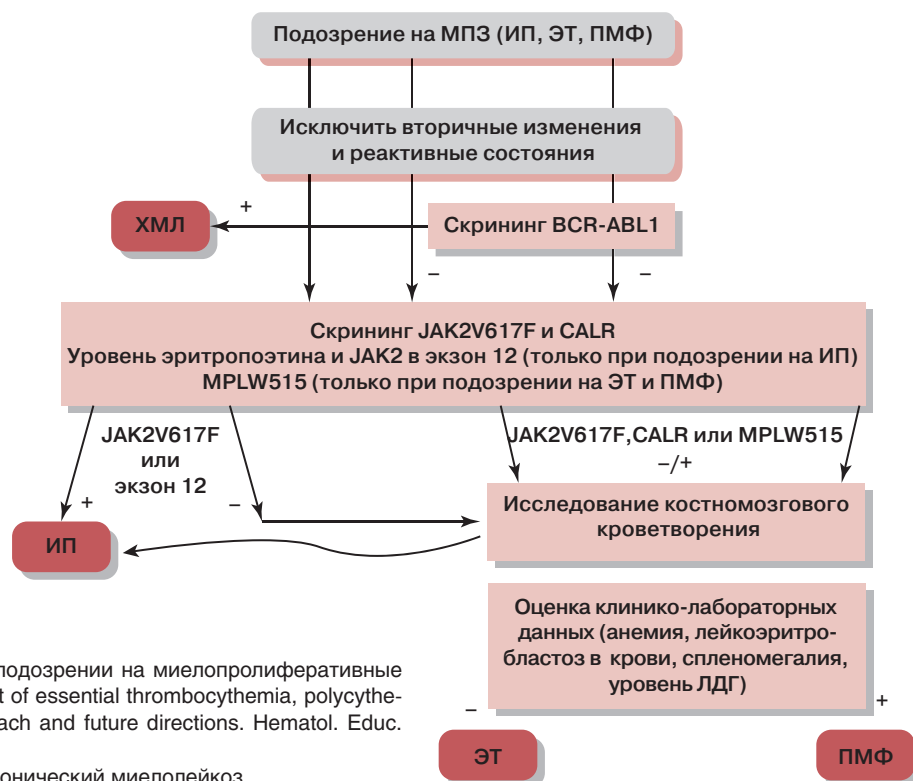 Подозрение на МПЗ (ИП, ЭТ, ПМФ)
Исключить вторичные изменения
и реактивные состояния
ХМЛ
+
Скрининг BCR-ABL1
–
–
Скрининг JAK2V617F и CALR
Уровень эритропоэтина и JAK2 в экзон 12 (только при подозрении на ИП)
MPLW515 (только при подозрении на ЭТ и ПМФ)
JAK2V617F
или
экзон 12
+
–
JAK2V617F,CALR или MPLW515
–/+
ИП
Исследование костномозгового
кроветворения
Оценка клинико-лабораторных
данных (анемия, лейкоэритро-
бластоз в крови, спленомегалия,
уровень ЛДГ)
–
+
ЭТ
ПМФ
подозрении на миелопролиферативные
t of essential thrombocythemia, polycythe-
ach and future directions. Hematol. Educ.
онический миелолейкоз